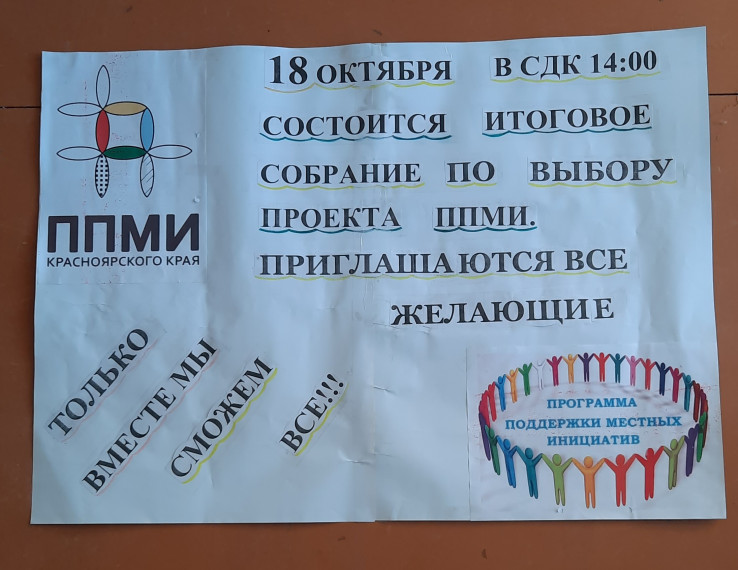 ППМИ
КРАСНОЯРСКОГО КРАЯ
18 ОКТЯБРЯ В СДК 14:00
СОСТОИТСЯ ИТОГОВОЕ
СОБРАНИЕ ПО ВЫБОРУ
ПРОЕКТА ППМИ.
ПРИГЛАШАЮТСЯ ВСЕ
ЖЕЛАЮЩИЕ
ТОЛЬКО
ВМЕСТЕ МЫ
СМОЖЕМ
ВСЕ!!!
ПРОГРАММА
ПОДДЕРЖКИ МЕСТНЫХ
ИНИЦИАТИВ